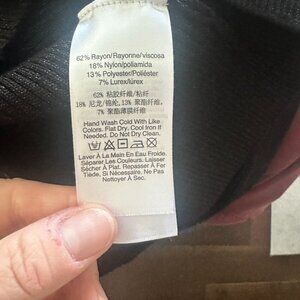 62% Rayon/Rayonne/viscosa
18% Nylon/poliamida
13% Polyester/Poliéster
7% Lurex/lúrex
62% 粘胶纤维/粘纤
18% 尼龙/锦纶,13% 聚酯纤维,
7% 聚酯薄膜纤维
Hand Wash Cold With Like
Colors. Flat Dry. Cool Iron If
Needed. Do Not Dry Clean.
Laver À La Main En Eau Froide.
Séparer Les Couleurs. Laisser
Sécher À Plat. Repassage À Fer
Tiède, Si Nécessaire. Ne Pas
Nettoyer À Sec.